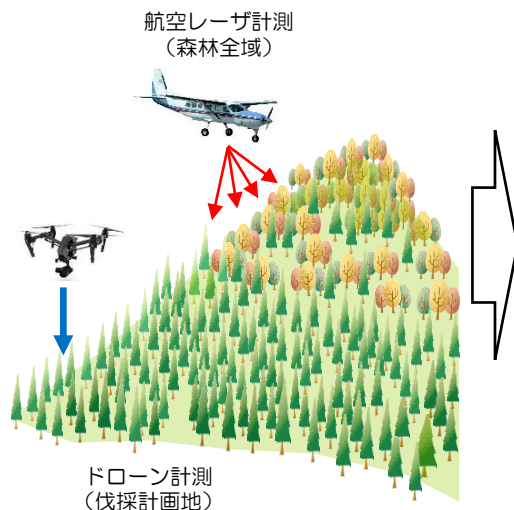 航空レーザ計測
（森林全域）
ドローン計測
（伐採計画地）